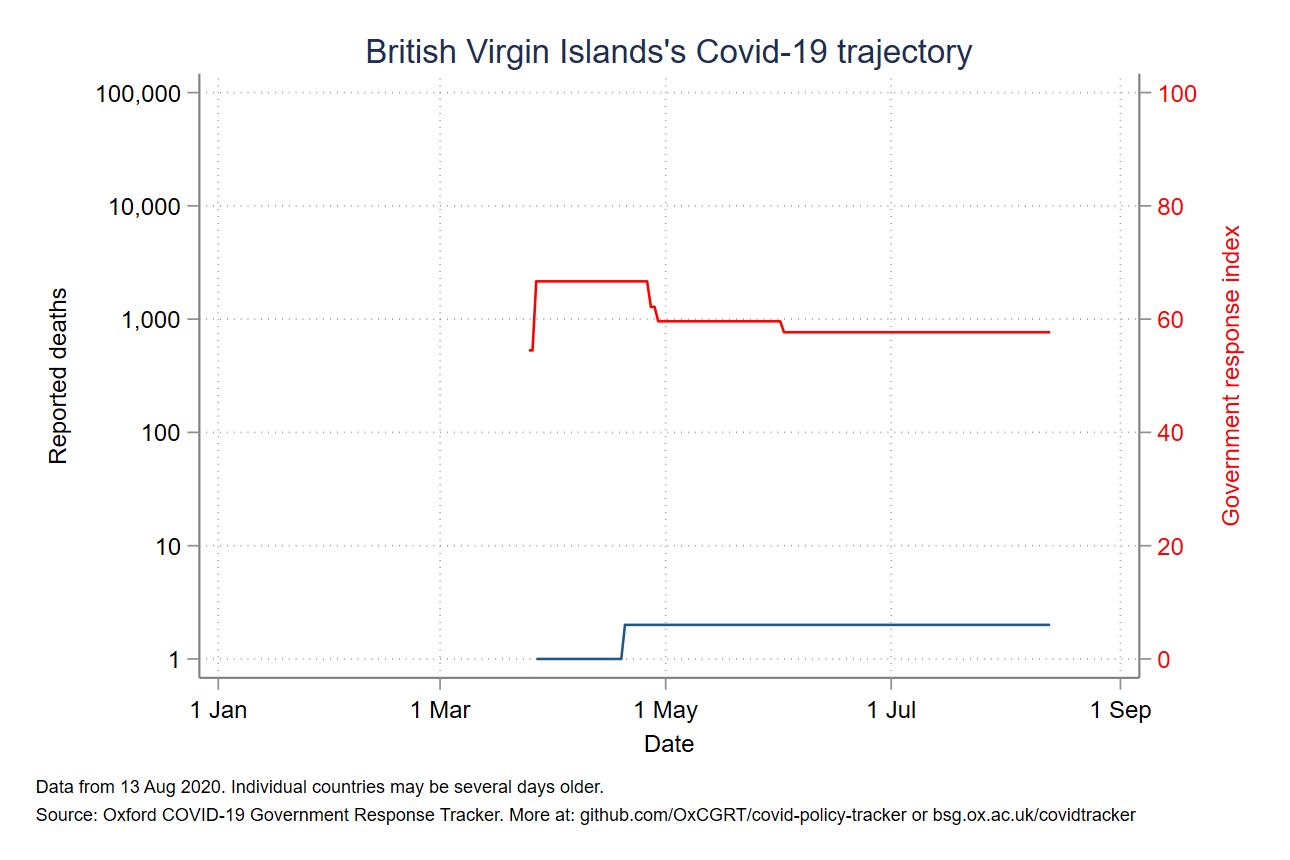 British Virgin Islands's Covid-19 trajectory
100,000
10,000
1,000
100
10
1
Reported deaths
100
80
60
40
20
0
Government response index
1 Jan
1 Mar
1 May
1 Jul
1 Sep
Date
Data from 13 Aug 2020. Individual countries may be several days older.
Source: Oxford COVID-19 Government Response Tracker. More at: github.com/OxCGRT/covid-policy-tracker or bsg.ox.ac.uk/covidtracker